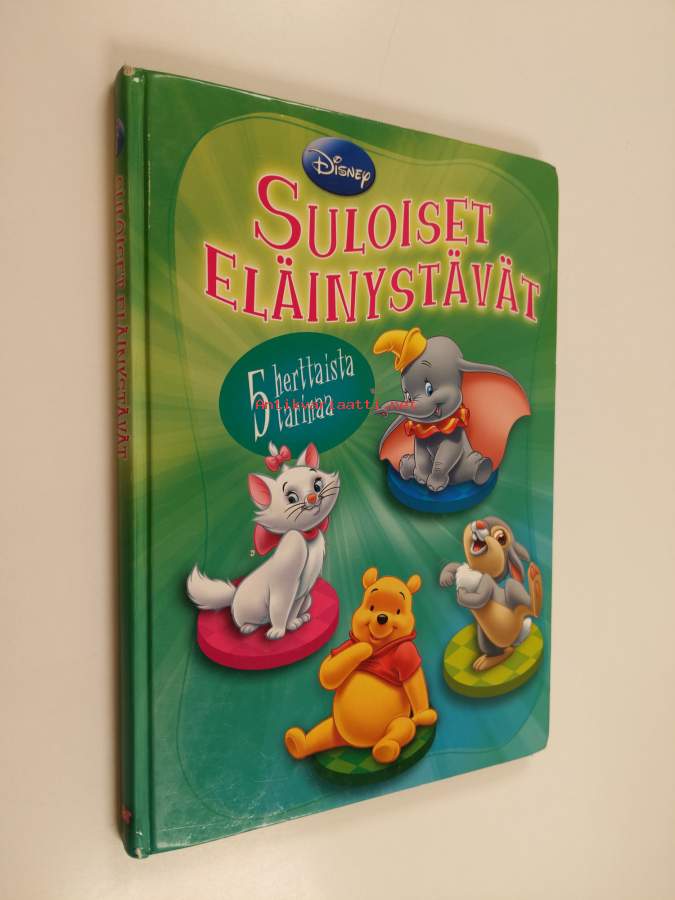 DISNEY
SULOISET
ELÄINYSTÄVÄT
5 herttaista
tarinaa
Antikvariaatti.net
SULOISET ELÄINYSTÄVÄT